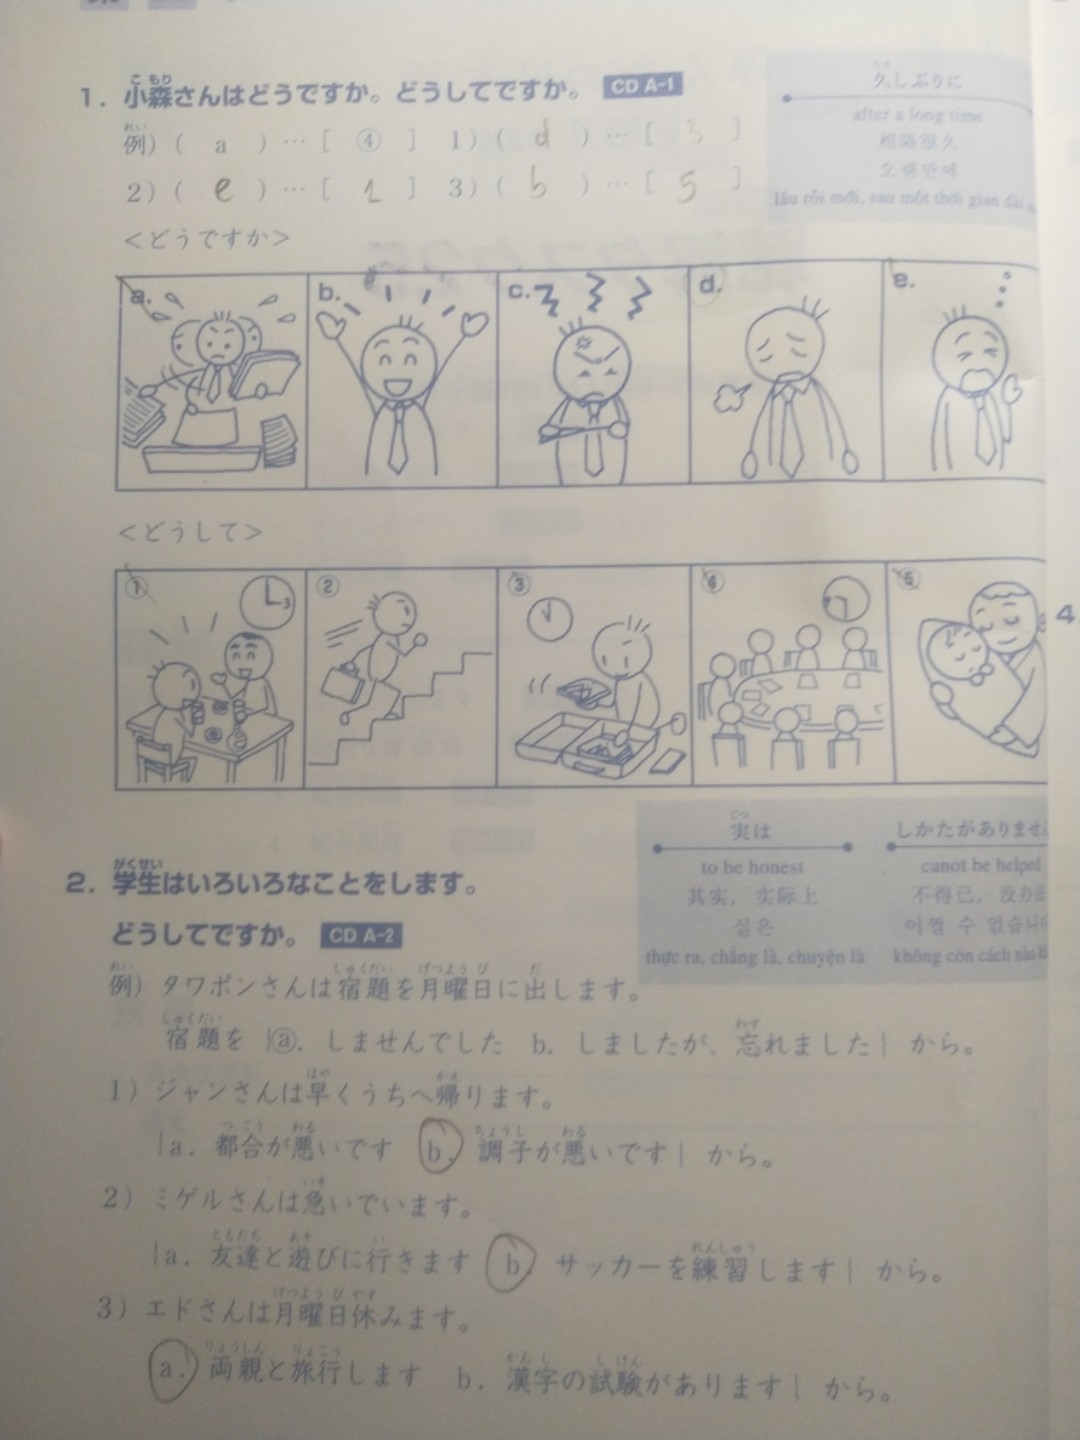 1. 小森さんはどうですか。どうしてですか。 CD A-1
例) ( a ) … [ ④ ] 1) ( d ) … [ 3 ]
2) ( e ) … [ 1 ] 3) ( b ) … [ 5 ]
久しぶりに
after a long time
相隔很久
오랜만에
lâu rồi mới, sau một thời gian dài
<どうですか>
a. b. c. d. e.
<どうして>
① ② ③ ④ ⑤
3
4.
実は
to be honest
其实，实际上
실은
thực ra, chẳng là, chuyện là
しかたがありませ
canot be helped
不得已，没办
어쩔 수 없습니
không còn cách nào
2. 学生はいろいろなことをします。
どうしてですか。 CD A-2
例) タワポンさんは宿題を月曜日に出します。
宿題を {ⓐ. しませんでした b. しましたが、忘れました} から。
1) ジャンさんは早くうちへ帰ります。
{a. 都合が悪いです b. 調子が悪いです} から。
2) ミゲルさんは急いでいます。
{a. 友達と遊びに行きます b. サッカーを練習します} から。
3) エドさんは月曜日休みます。
{a. 両親と旅行します b. 漢字の試験があります} から。